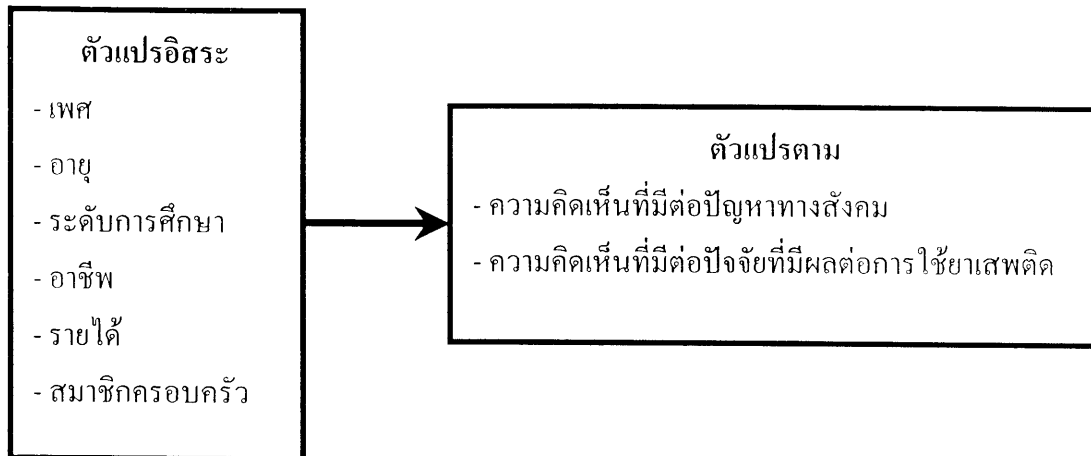 ตัวแปรอิสระ
- เพศ
- อายุ
- ระดับการศึกษา
- อาชีพ
- รายได้
- สมาชิกครอบครัว
ตัวแปรตาม
- ความคิดเห็นที่มีต่อปัญหาทางสังคม
- ความคิดเห็นที่มีต่อปัจจัยที่มีผลต่อการใช้ยาเสพติด